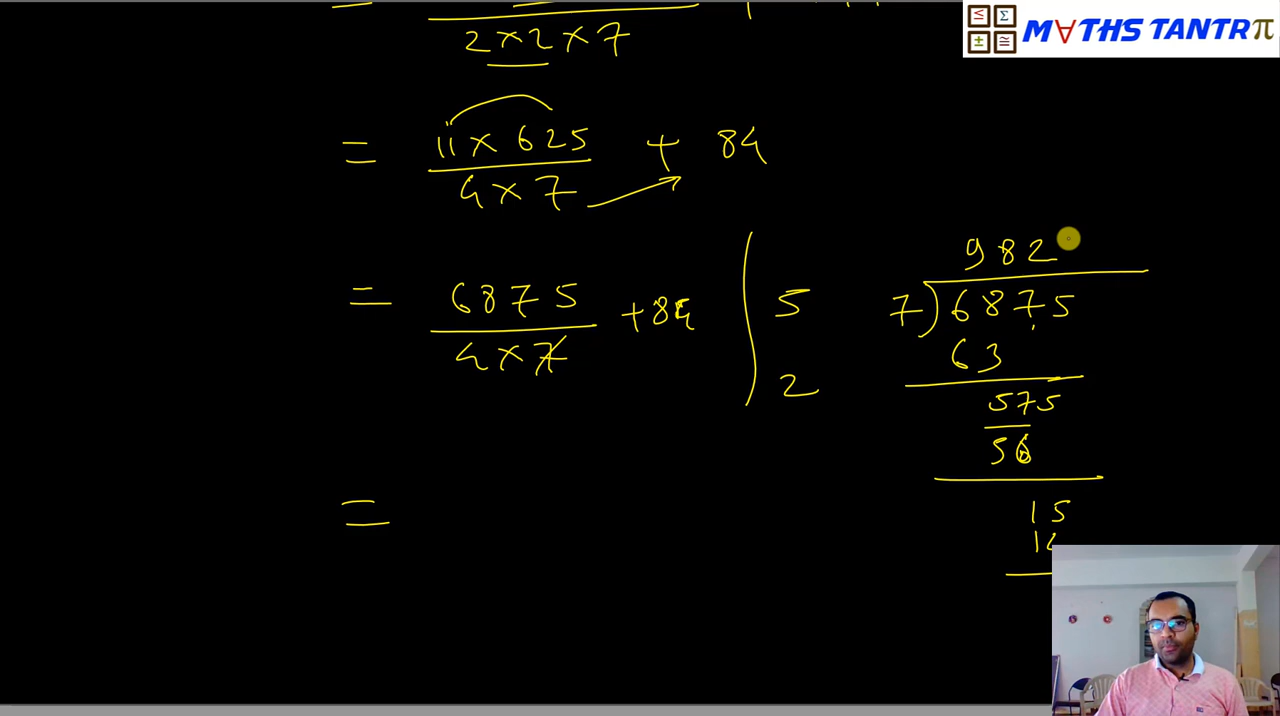 M∀THS TANTRπ
≤ Σ
± ≅
=
2 × 2 × 7
= 11 × 625 + 84
4 × 7
= 6875 + 84
4 × 7
5
2
982
7)6875
63
575
56
15
=